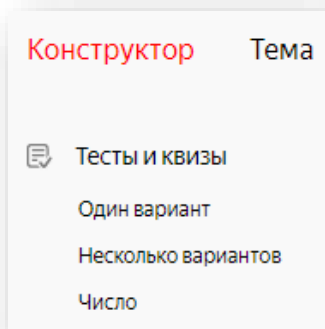 Конструктор Тема
Тесты и квизы
Один вариант
Несколько вариантов
Число